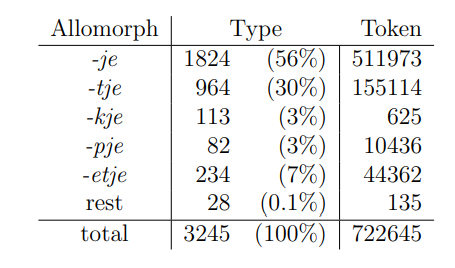 Allomorph Type Token
-je 1824 (56%) 511973
-tje 964 (30%) 155114
-kje 113 (3%) 625
-pje 82 (3%) 10436
-etje 234 (7%) 44362
rest 28 (0.1%) 135
total 3245 (100%) 722645